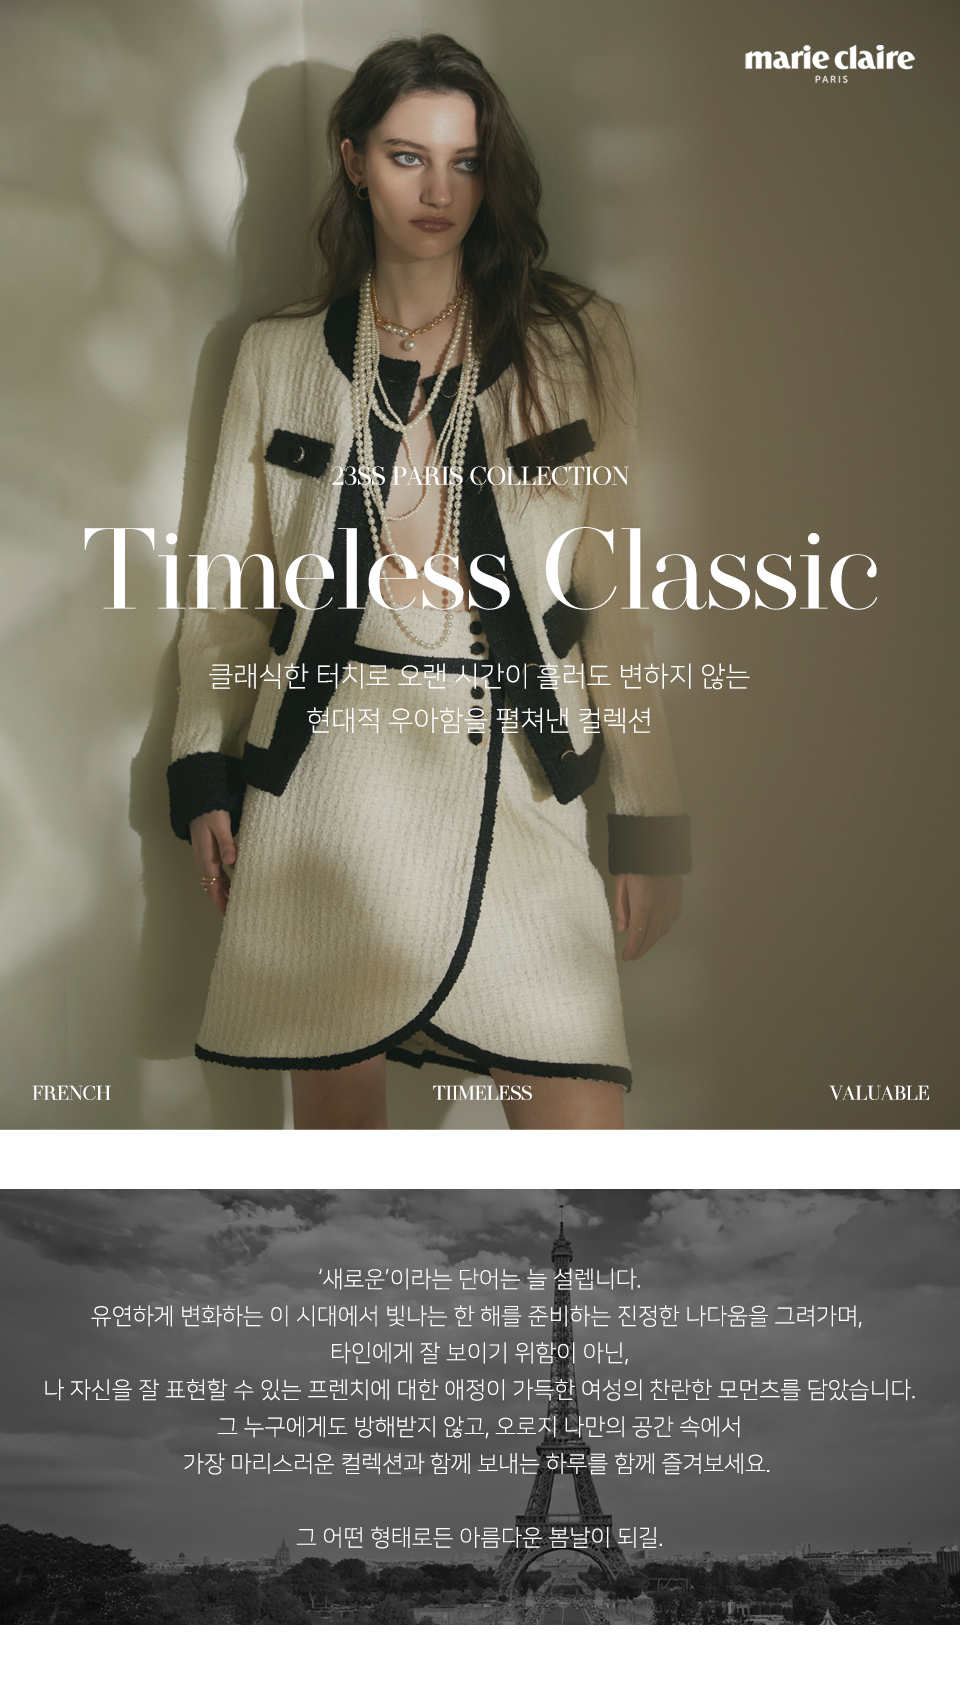 marie claire
PARIS
23SS PARIS COLLECTION
Timeless Classic
클래식한 터치로 오랜 시간이 흘러도 변하지 않는
현대적 우아함을 펼쳐낸 컬렉션
FRENCH
TIIMELESS
VALUABLE
‘새로운’이라는 단어는 늘 설렙니다.
유연하게 변화하는 이 시대에서 빛나는 한 해를 준비하는 진정한 나다움을 그려가며,
타인에게 잘 보이기 위함이 아닌,
나 자신을 잘 표현할 수 있는 프렌치에 대한 애정이 가득한 여성의 찬란한 모먼츠를 담았습니다.
그 누구에게도 방해받지 않고, 오로지 나만의 공간 속에서
가장 마리스러운 컬렉션과 함께 보내는 하루를 함께 즐겨보세요.
그 어떤 형태로든 아름다운 봄날이 되길.